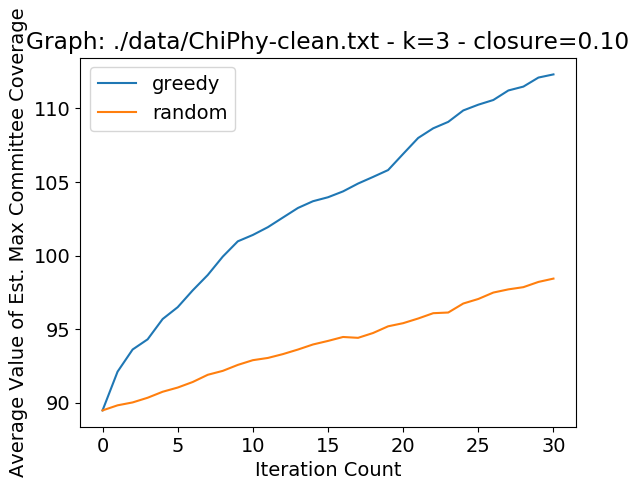 Graph: ./data/ChiPhy-clean.txt - k=3 - closure=0.10
Average Value of Est. Max Committee Coverage
greedy
random
110
105
100
95
90
0 5 10 15 20 25 30
Iteration Count